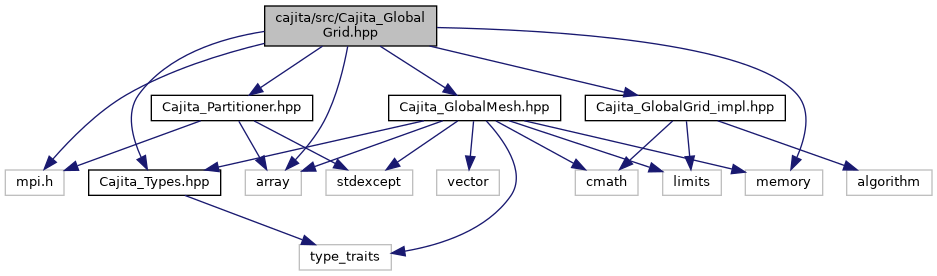 cajita/src/Cajita_Global
Grid.hpp
Cajita_Partitioner.hpp
Cajita_GlobalMesh.hpp
Cajita_GlobalGrid_impl.hpp
mpi.h
Cajita_Types.hpp
array
stdexcept
vector
cmath
limits
memory
algorithm
type_traits